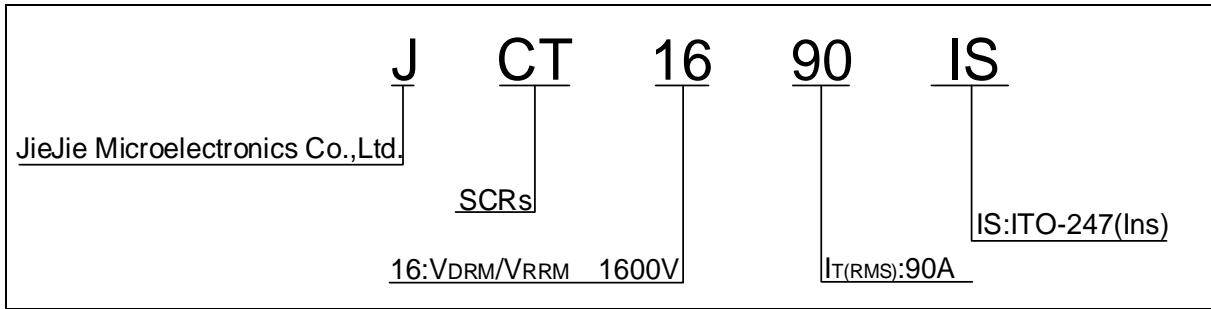 J CT 16 90 IS
JieJie Microelectronics Co.,Ltd.
SCRs
IS:ITO-247(Ins)
16:VDRM/VRRM 1600V
IT(RMS):90A